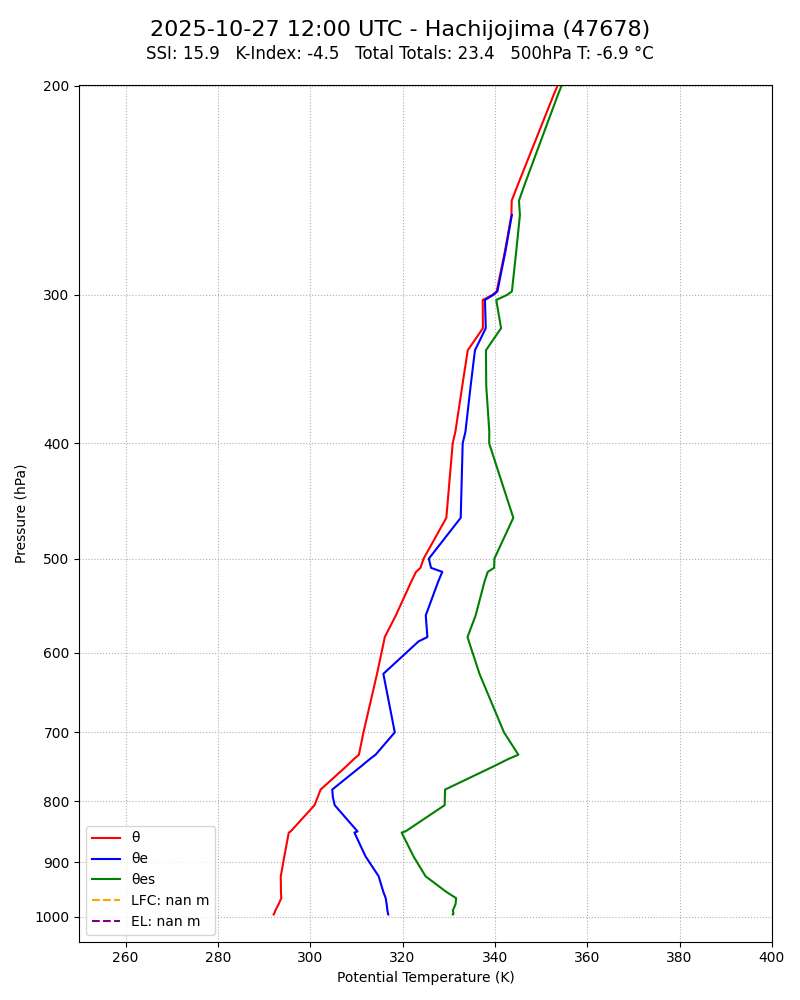 2025-10-27 12:00 UTC - Hachijojima (47678)
SSI: 15.9   K-Index: -4.5   Total Totals: 23.4   500hPa T: -6.9 °C
Pressure (hPa)
200
300
400
500
600
700
800
900
1000
θ
θe
θes
LFC: nan m
EL: nan m
260 280 300 320 340 360 380 400
Potential Temperature (K)